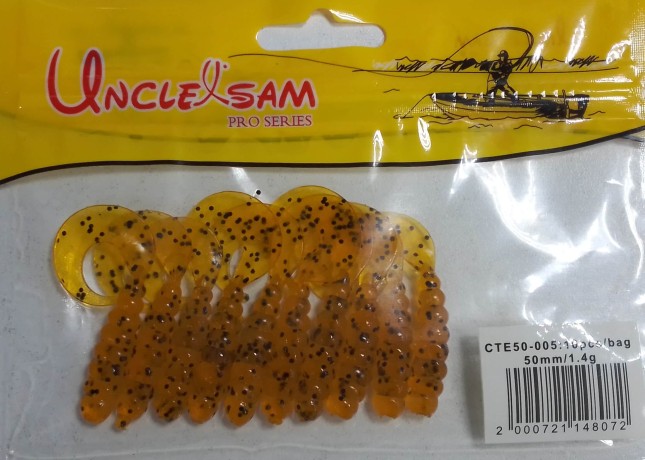 UNCLE SAM
PRO SERIES
CTE50-005:10pcs/bag
50mm/1.4g
2 000721 148072